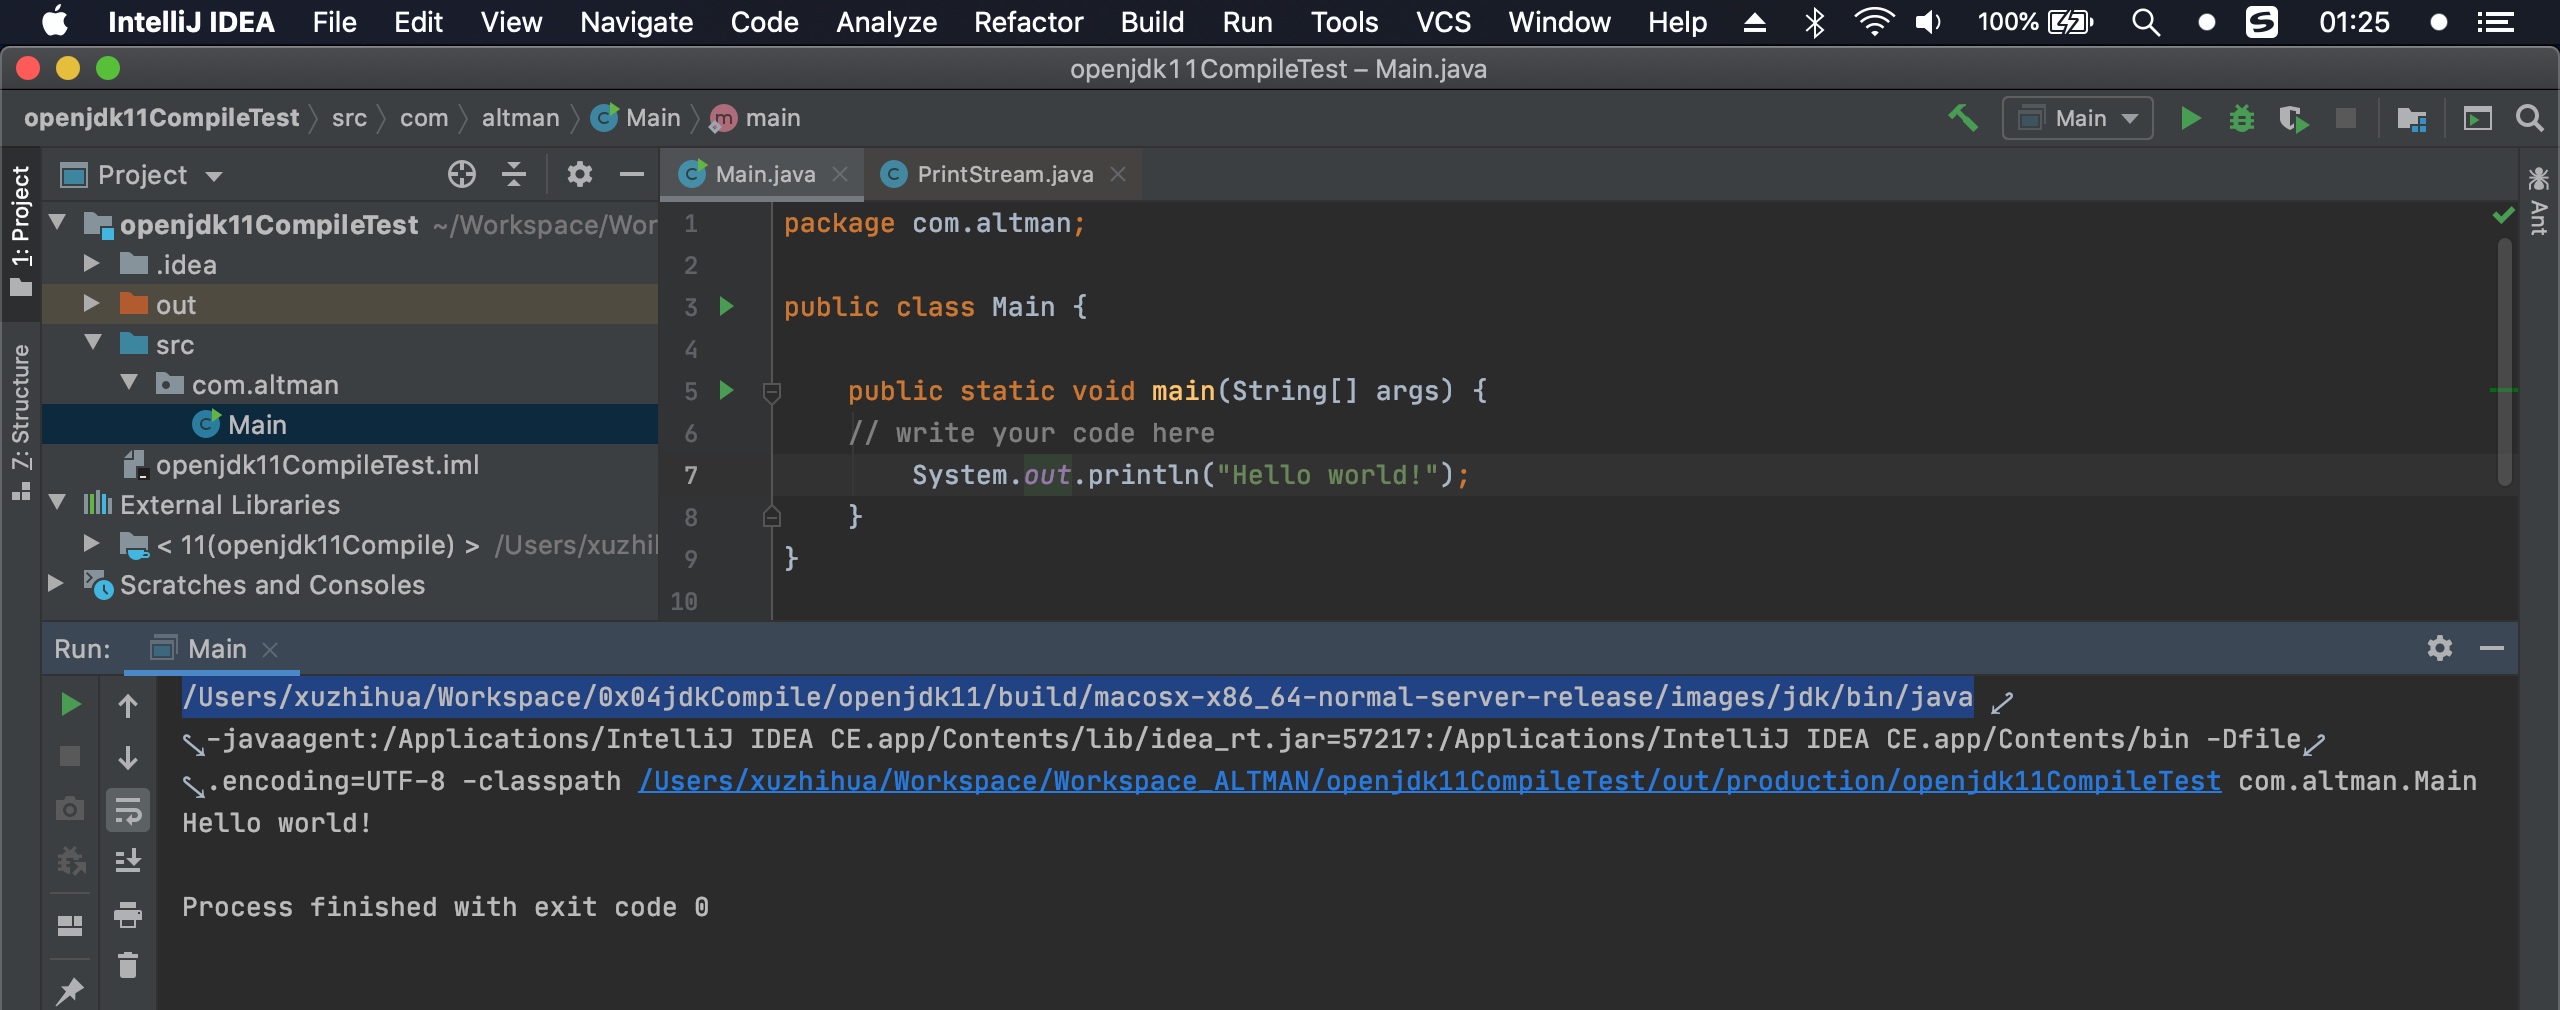 IntelliJ IDEA File Edit View Navigate Code Analyze Refactor Build Run Tools VCS Window Help 100% 01:25
openjdk11CompileTest – Main.java
openjdk11CompileTest src com altman Main main
Main
1: Project
Z: Structure
Project
openjdk11CompileTest ~/Workspace/Wor
.idea
out
src
com.altman
Main
openjdk11CompileTest.iml
External Libraries
< 11(openjdk11Compile) > /Users/xuzhil
Scratches and Consoles
Main.java PrintStream.java
1 package com.altman;
2
3 public class Main {
4
5 public static void main(String[] args) {
6 // write your code here
7 System.out.println("Hello world!");
8 }
9 }
10
Ant
Run: Main
/Users/xuzhihua/Workspace/0x04jdkCompile/openjdk11/build/macosx-x86_64-normal-server-release/images/jdk/bin/java
-javaagent:/Applications/IntelliJ IDEA CE.app/Contents/lib/idea_rt.jar=57217:/Applications/IntelliJ IDEA CE.app/Contents/bin -Dfile
.encoding=UTF-8 -classpath /Users/xuzhihua/Workspace/Workspace_ALTMAN/openjdk11CompileTest/out/production/openjdk11CompileTest com.altman.Main
Hello world!
Process finished with exit code 0